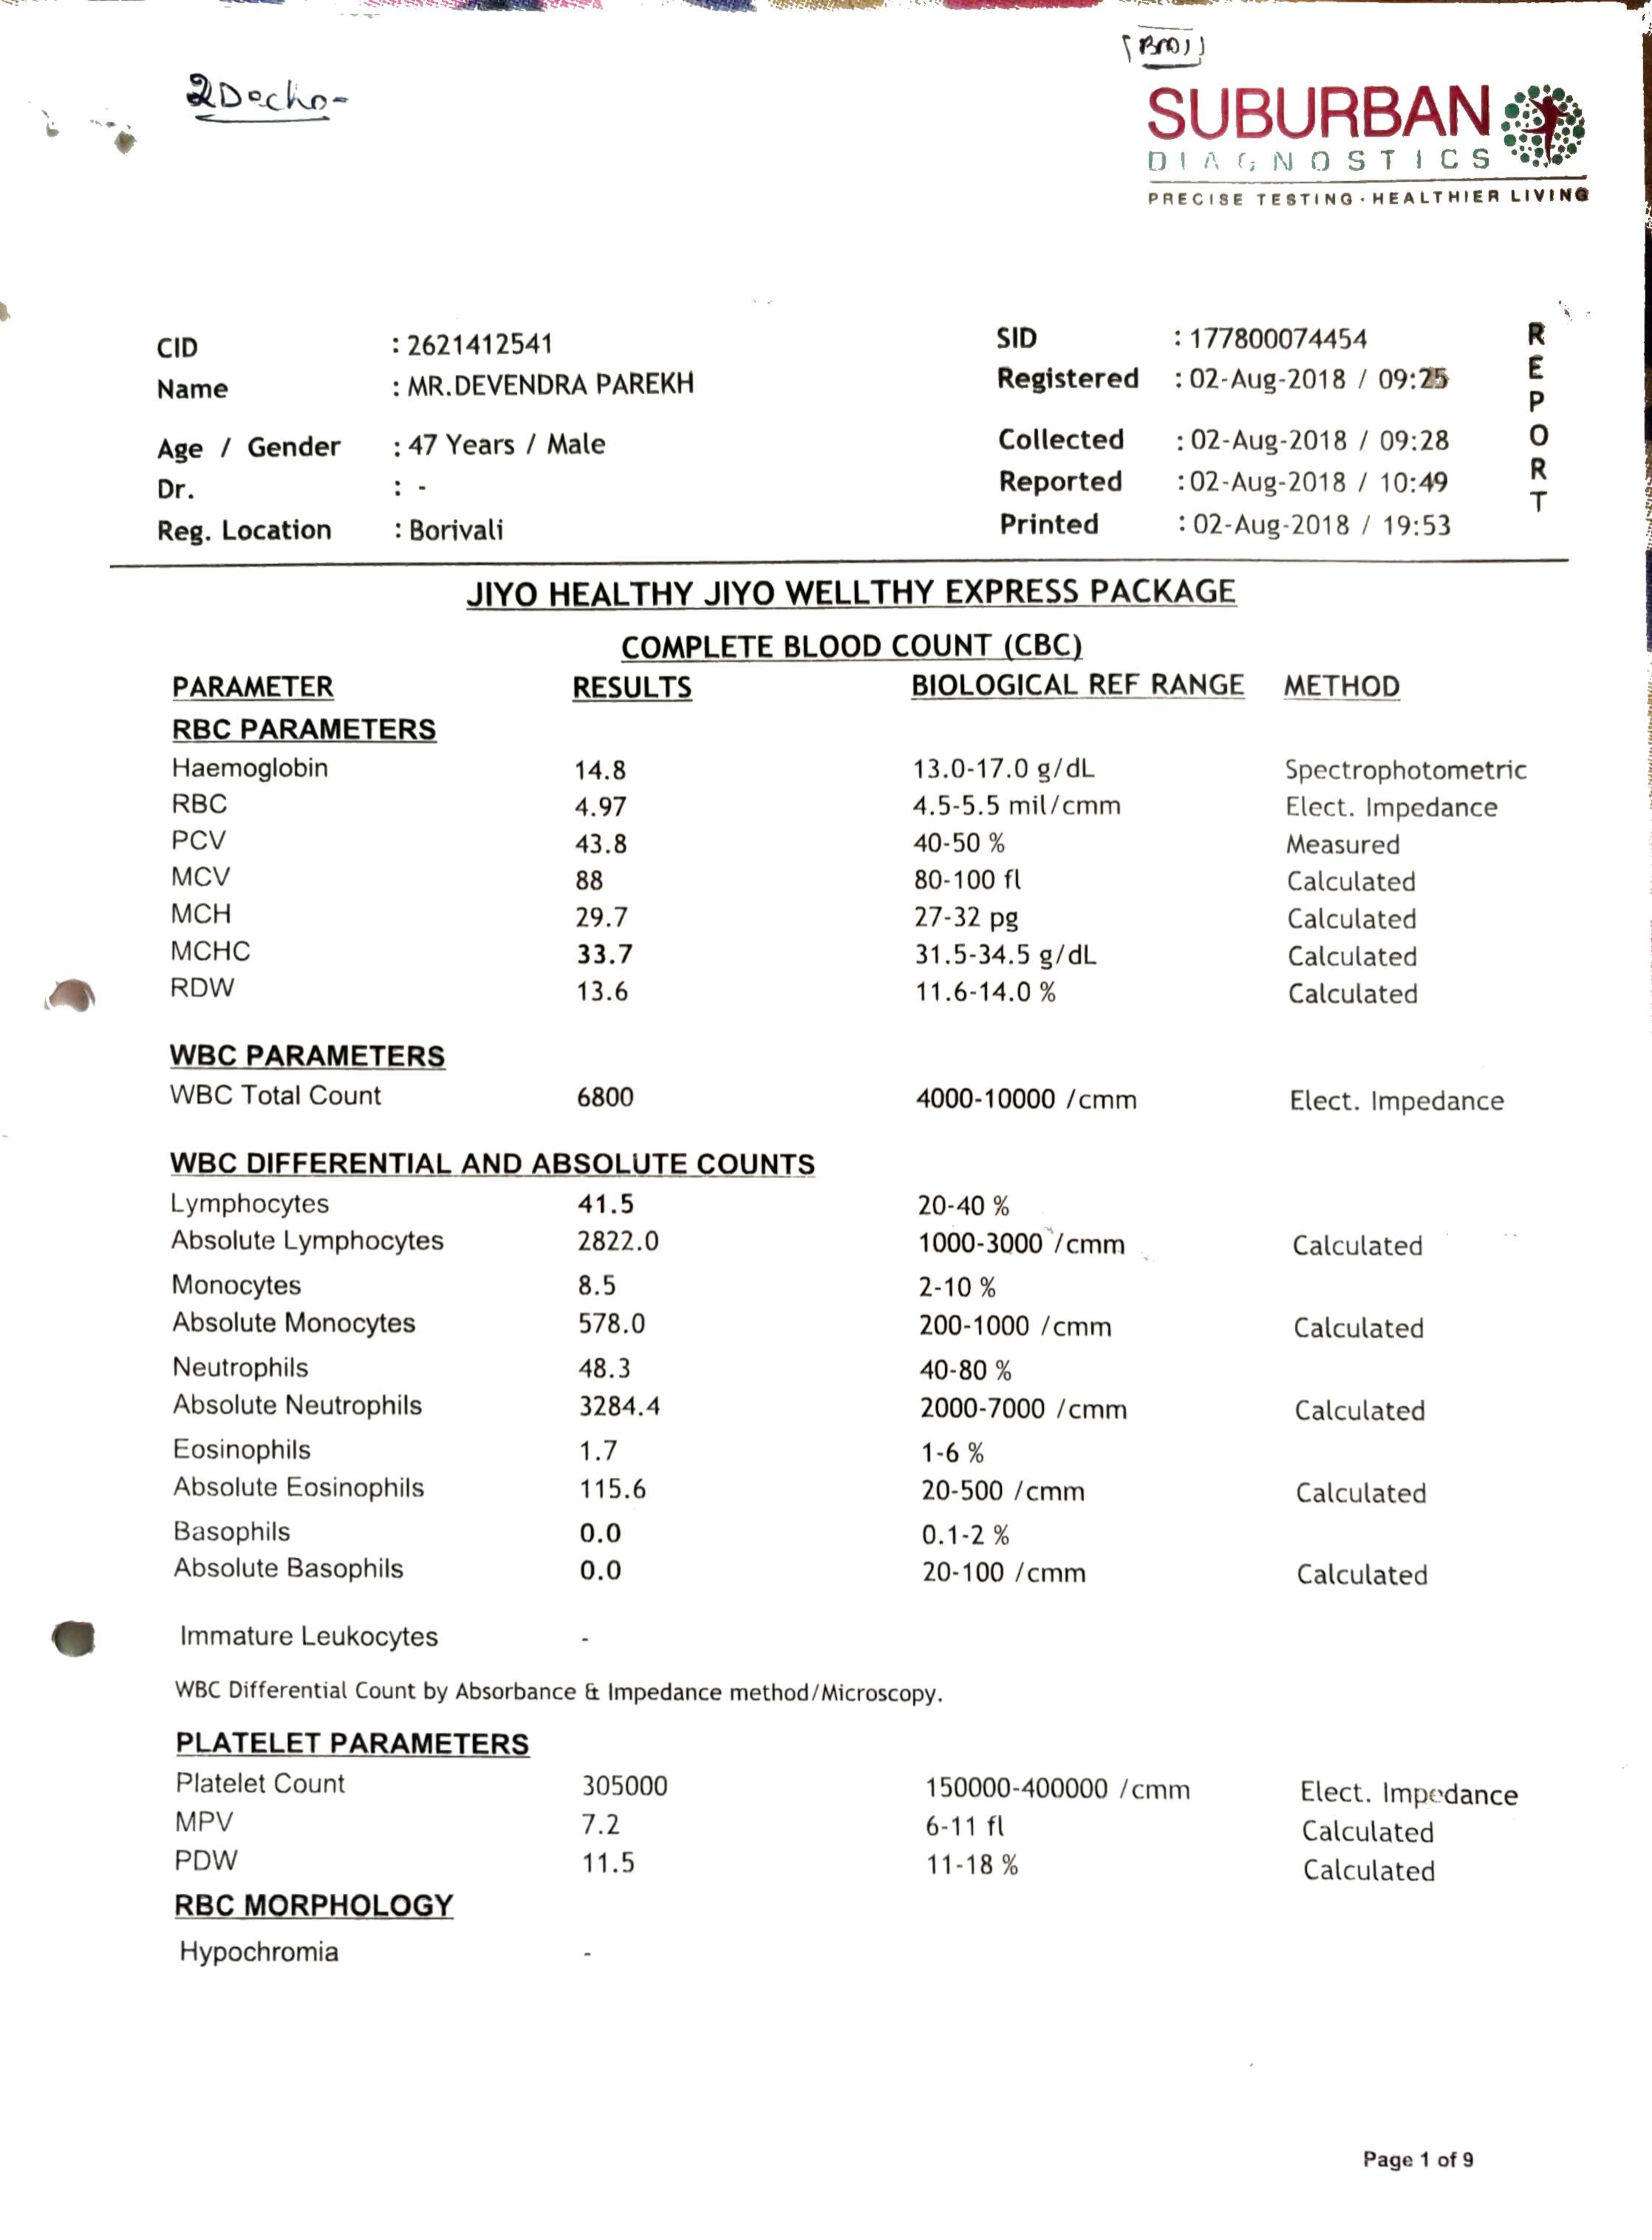 2Decho-
SUBURBAN
DIAGNOSTICS
PRECISE TESTING · HEALTHIER LIVING
REPORT
CID : 2621412541 SID : 177800074454
Name : MR.DEVENDRA PAREKH Registered : 02-Aug-2018 / 09:25
Age / Gender : 47 Years / Male Collected : 02-Aug-2018 / 09:28
Dr. : - Reported : 02-Aug-2018 / 10:49
Reg. Location : Borivali Printed : 02-Aug-2018 / 19:53
JIYO HEALTHY JIYO WELLTHY EXPRESS PACKAGE
COMPLETE BLOOD COUNT (CBC)
PARAMETER RESULTS BIOLOGICAL REF RANGE METHOD
RBC PARAMETERS
Haemoglobin 14.8 13.0-17.0 g/dL Spectrophotometric
RBC 4.97 4.5-5.5 mil/cmm Elect. Impedance
PCV 43.8 40-50 % Measured
MCV 88 80-100 fl Calculated
MCH 29.7 27-32 pg Calculated
MCHC 33.7 31.5-34.5 g/dL Calculated
RDW 13.6 11.6-14.0 % Calculated
WBC PARAMETERS
WBC Total Count 6800 4000-10000 /cmm Elect. Impedance
WBC DIFFERENTIAL AND ABSOLUTE COUNTS
Lymphocytes 41.5 20-40 %
Absolute Lymphocytes 2822.0 1000-3000 /cmm Calculated
Monocytes 8.5 2-10 %
Absolute Monocytes 578.0 200-1000 /cmm Calculated
Neutrophils 48.3 40-80 %
Absolute Neutrophils 3284.4 2000-7000 /cmm Calculated
Eosinophils 1.7 1-6 %
Absolute Eosinophils 115.6 20-500 /cmm Calculated
Basophils 0.0 0.1-2 %
Absolute Basophils 0.0 20-100 /cmm Calculated
Immature Leukocytes -
WBC Differential Count by Absorbance & Impedance method/Microscopy.
PLATELET PARAMETERS
Platelet Count 305000 150000-400000 /cmm Elect. Impedance
MPV 7.2 6-11 fl Calculated
PDW 11.5 11-18 % Calculated
RBC MORPHOLOGY
Hypochromia -
Page 1 of 9